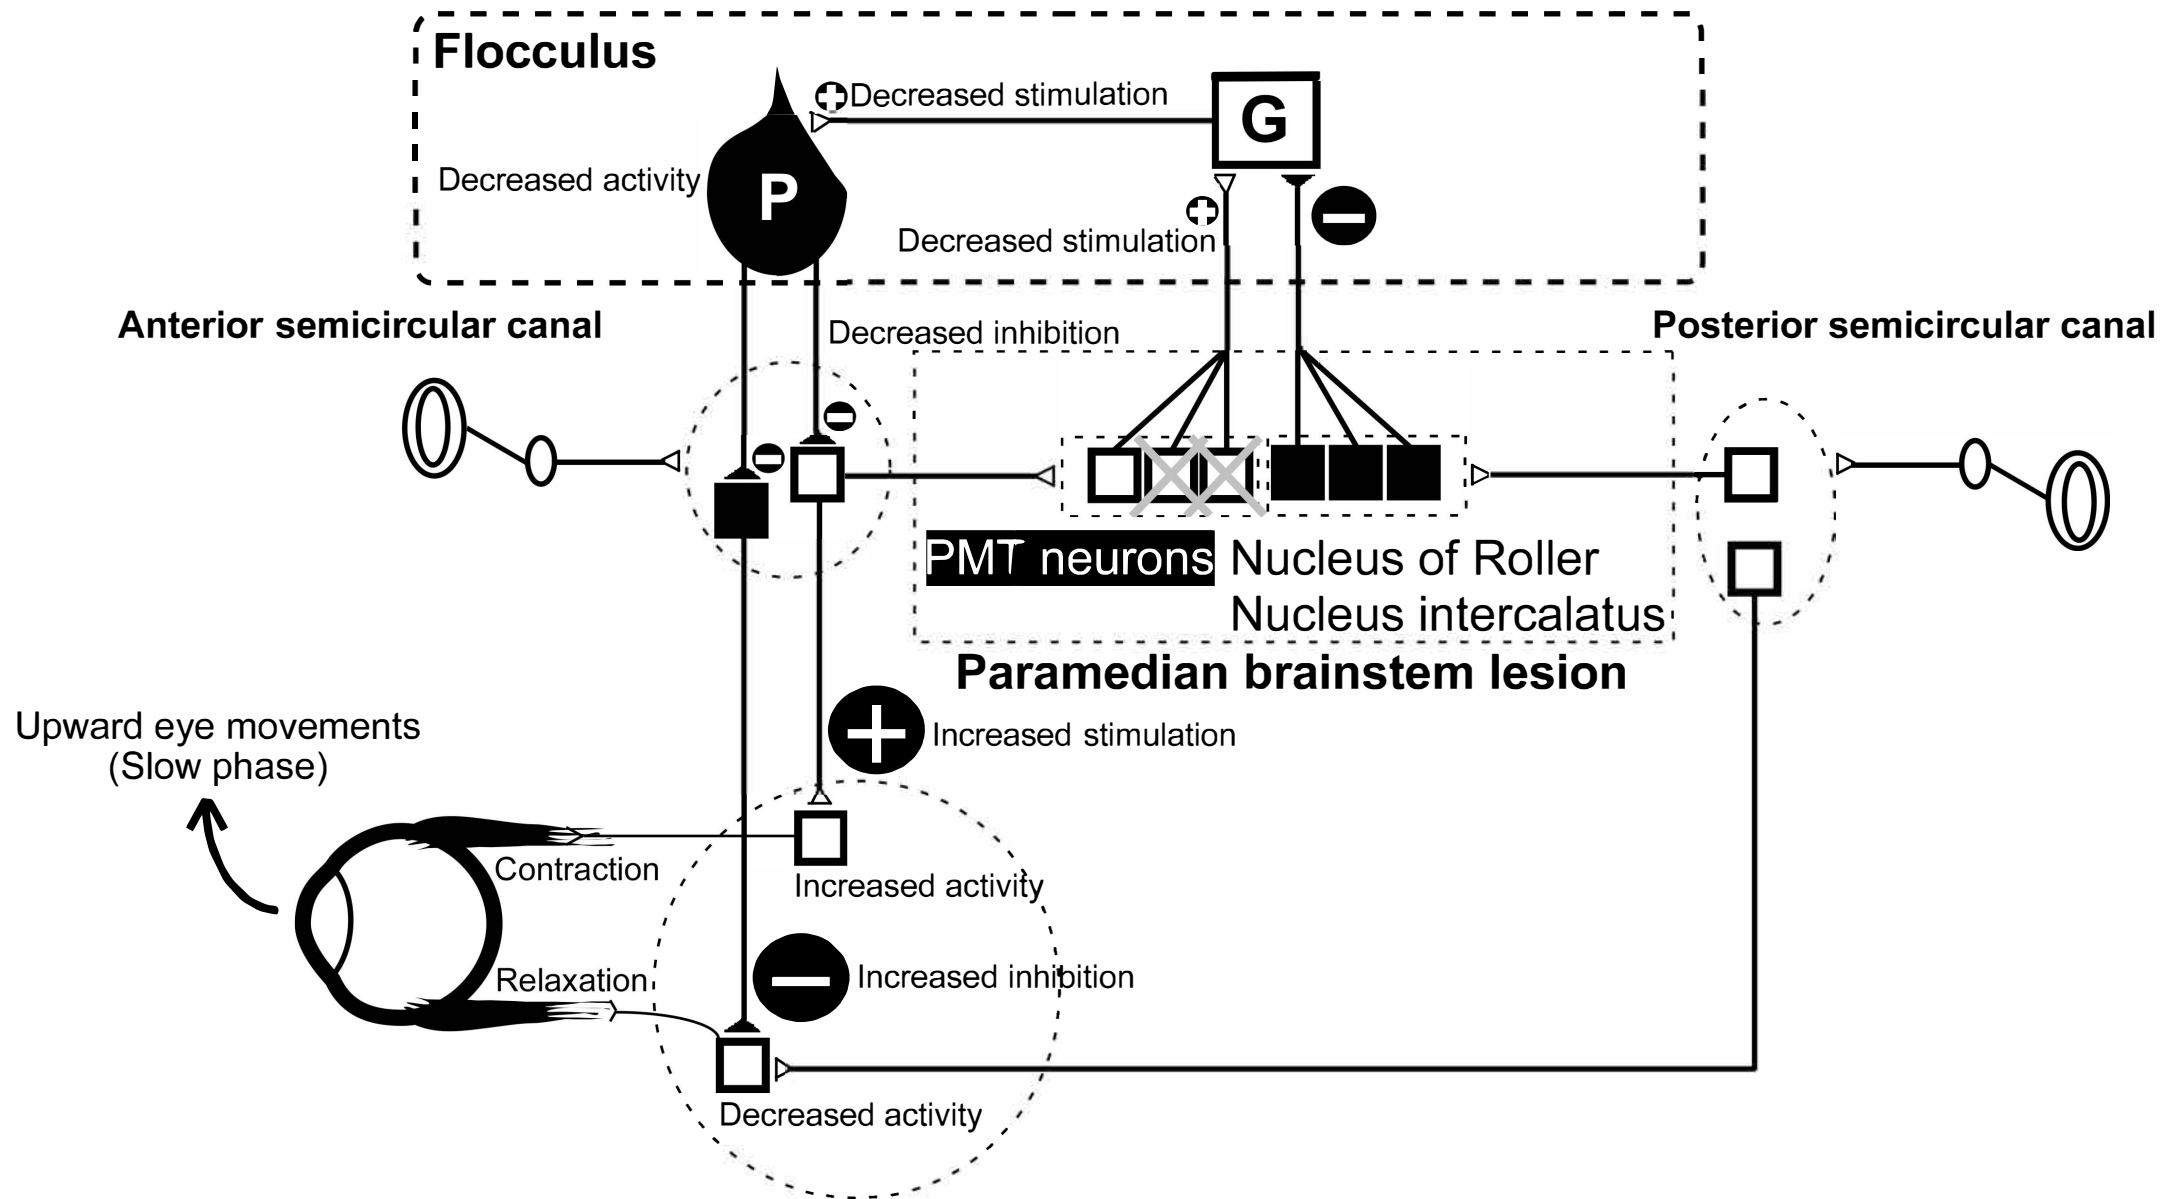 Flocculus
Decreased stimulation
G
Decreased activity
P
Decreased stimulation
Anterior semicircular canal
Decreased inhibition
Posterior semicircular canal
PMT neurons
Nucleus of Roller
Nucleus intercalatus
Paramedian brainstem lesion
Upward eye movements
(Slow phase)
Increased stimulation
Contraction
Increased activity
Relaxation
Increased inhibition
Decreased activity